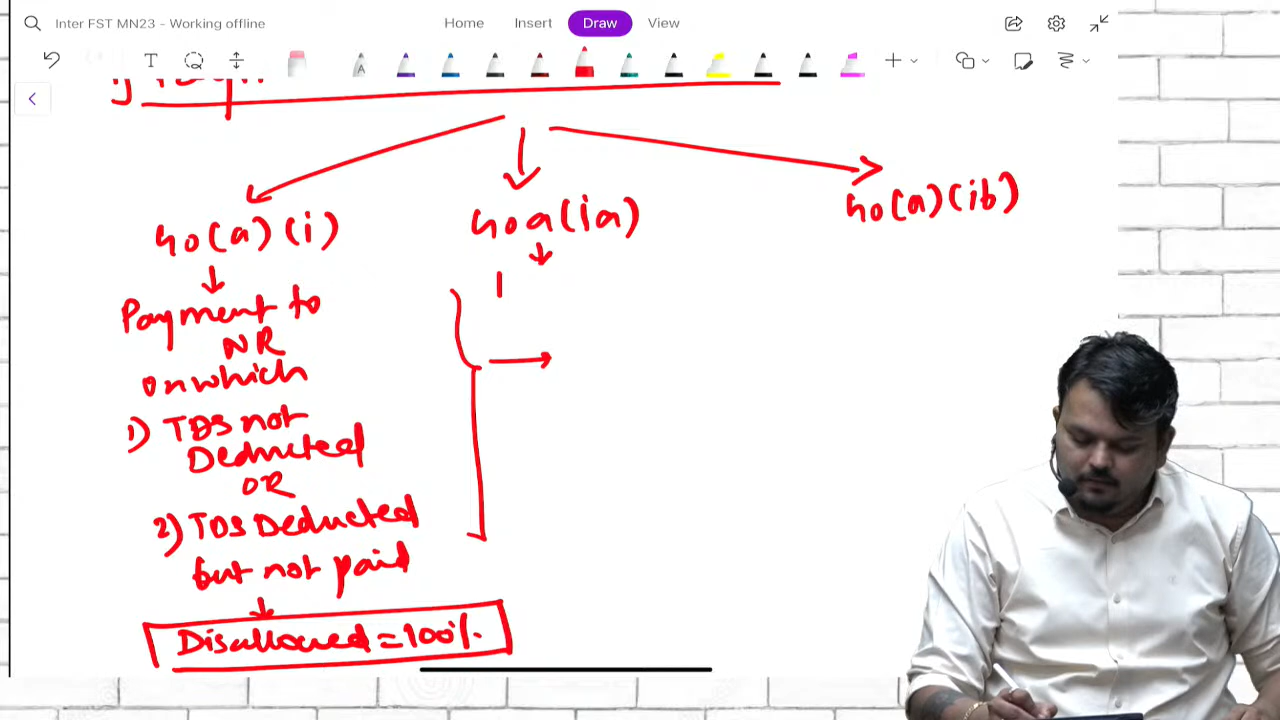 Inter FST MN23 - Working offline
Home
Insert
Draw
View
40(a)(i)
40a(ia)
40(a)(ib)
Payment to
NR
on which
1) TDS not
Deducted
OR
2) TDS Deducted
but not paid
Disallowed = 100%.